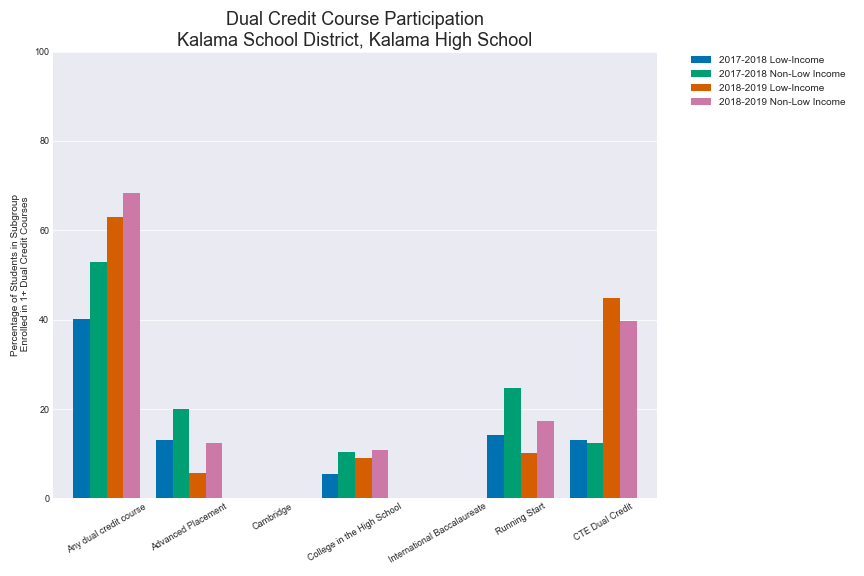 Dual Credit Course Participation
Kalama School District, Kalama High School
2017-2018 Low-Income
2017-2018 Non-Low Income
2018-2019 Low-Income
2018-2019 Non-Low Income
Percentage of Students in Subgroup
Enrolled in 1+ Dual Credit Courses
100
80
60
40
20
0
Any dual credit course
Advanced Placement
Cambridge
College in the High School
International Baccalaureate
Running Start
CTE Dual Credit